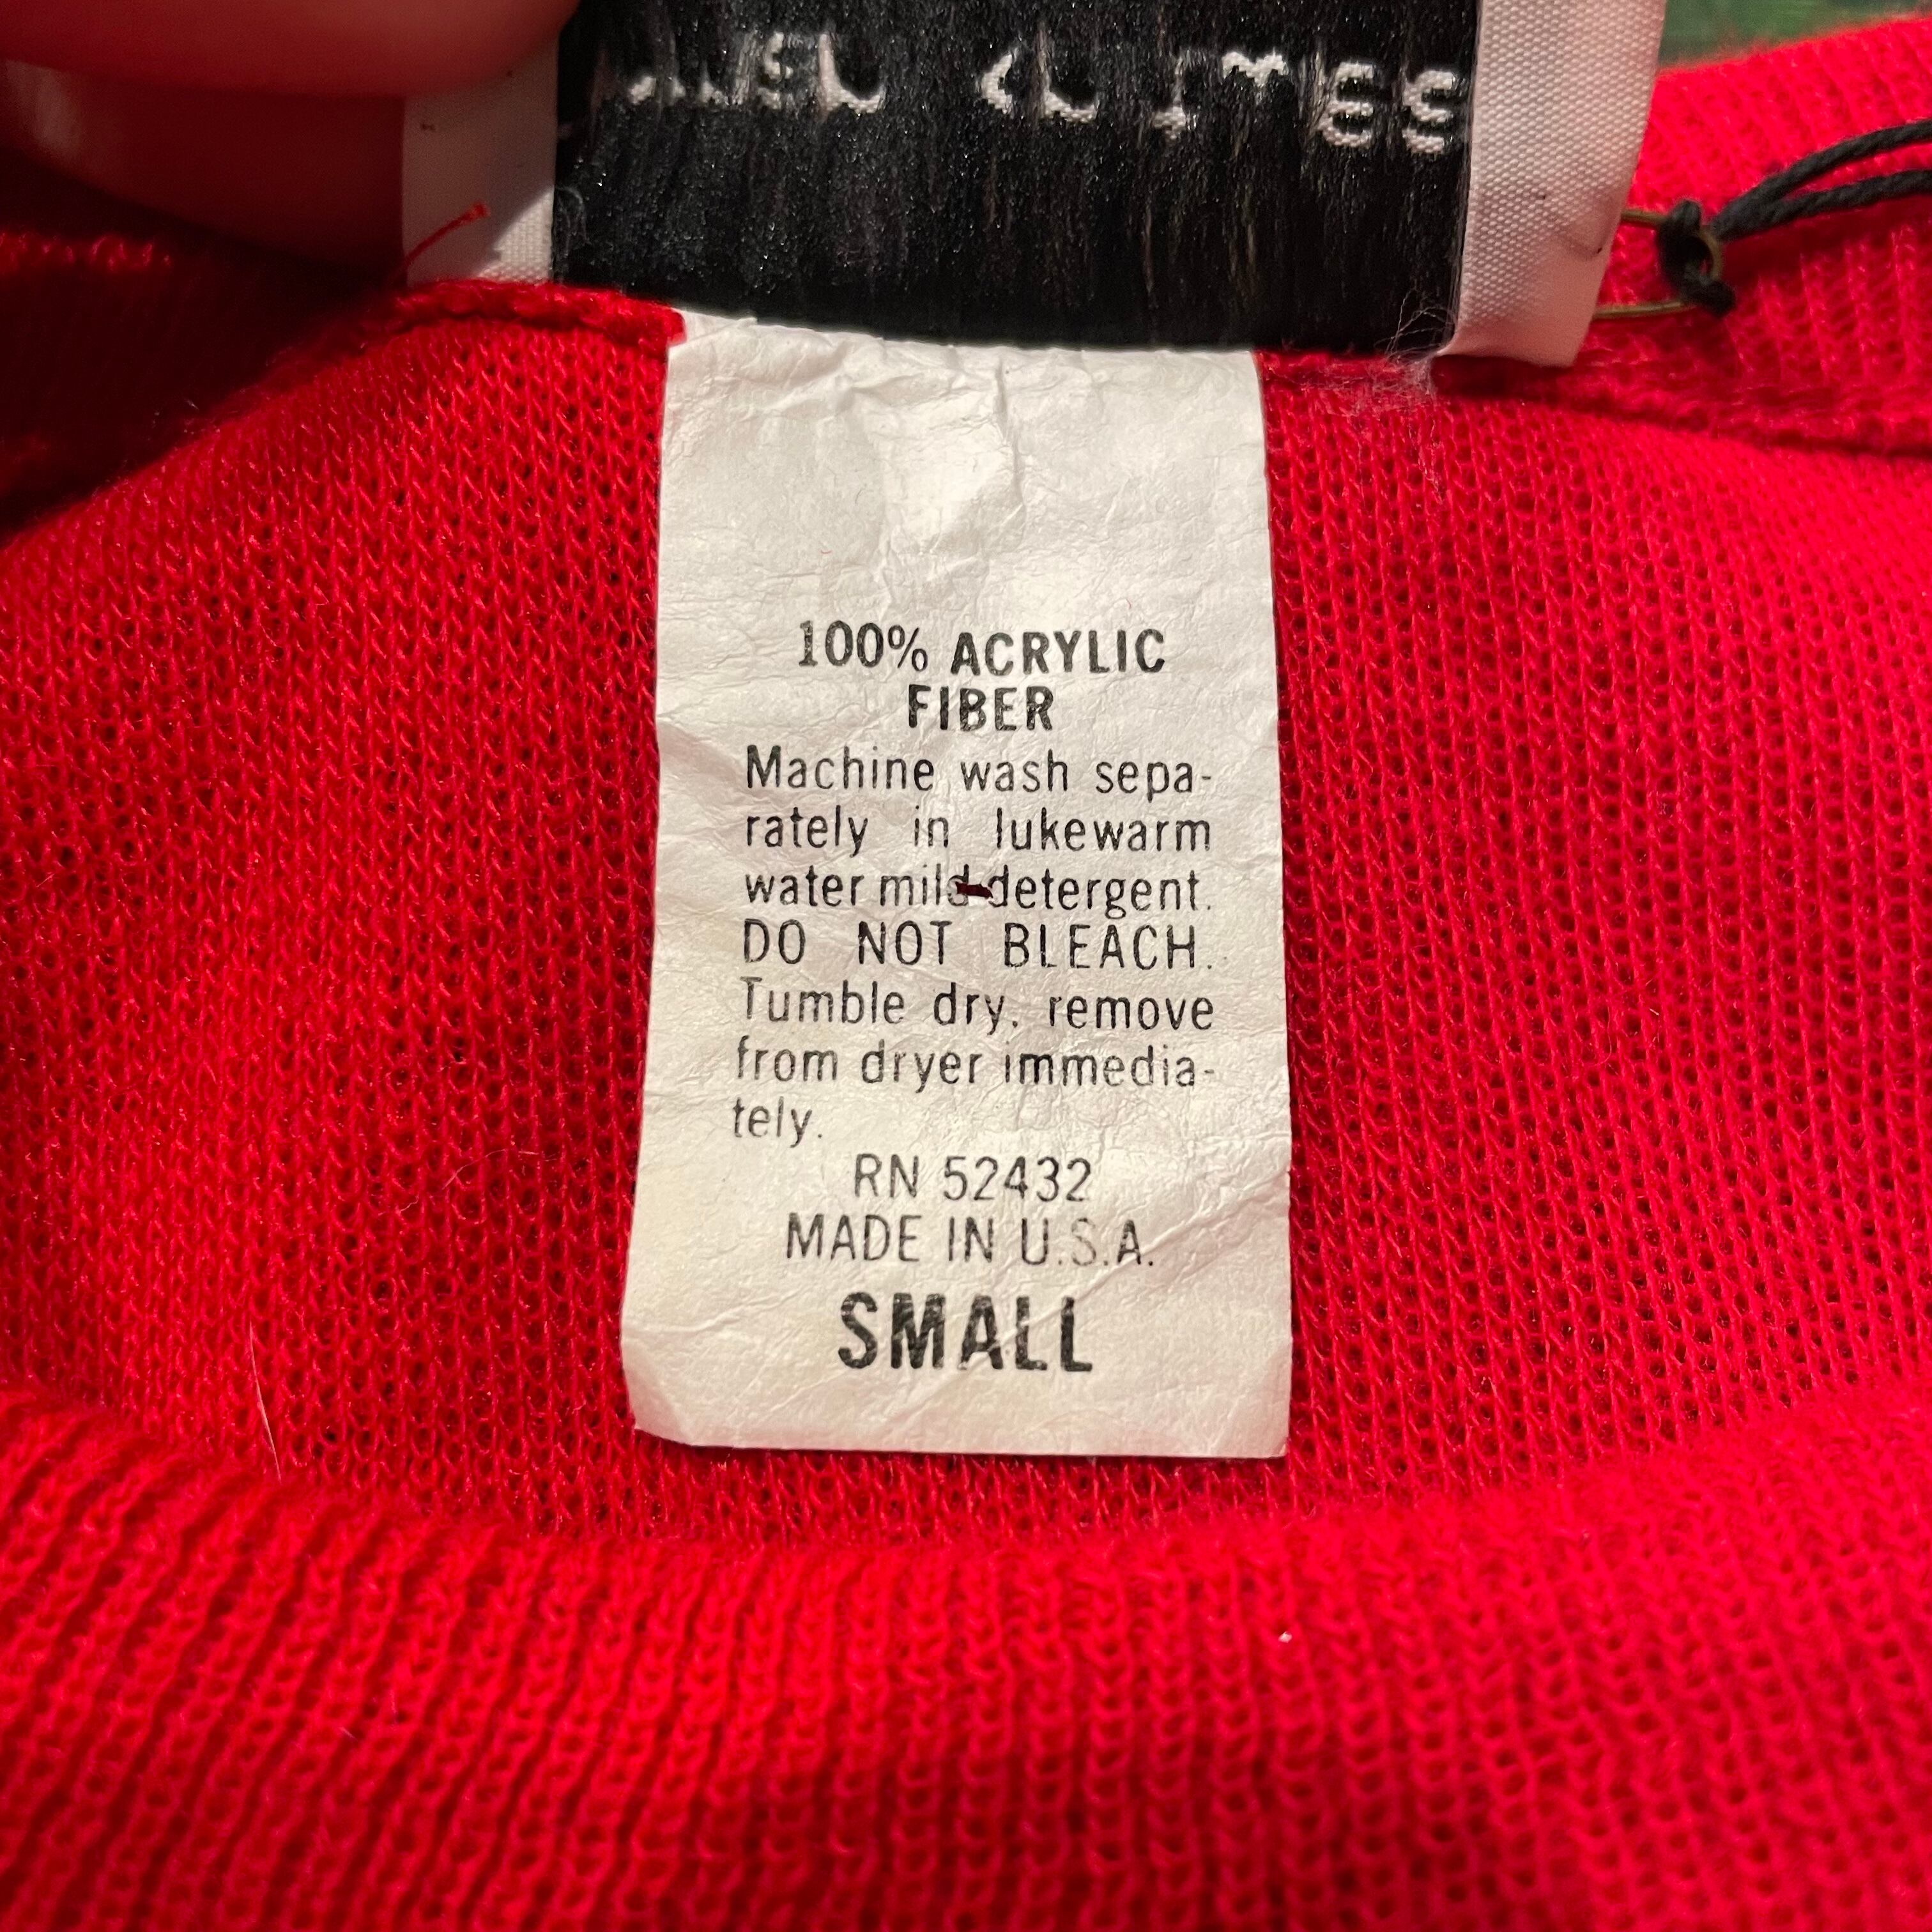 100% ACRYLIC
FIBER
Machine wash sepa-
rately in lukewarm
water mild detergent.
DO NOT BLEACH.
Tumble dry, remove
from dryer immedia-
tely.
RN 52432
MADE IN U.S.A.
SMALL